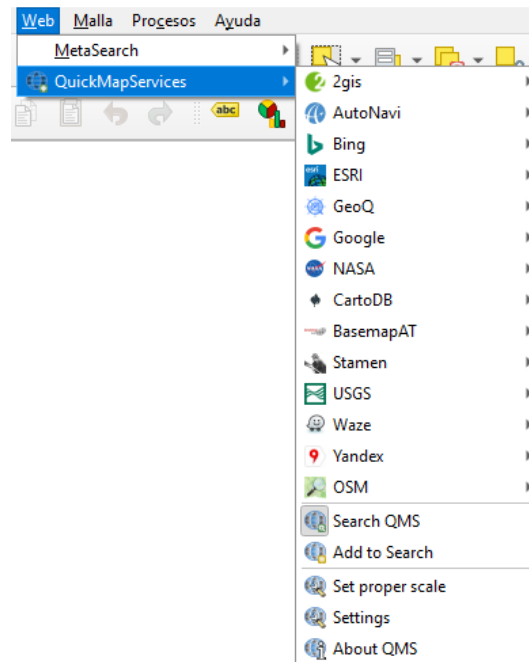 Web Malla Procesos Ayuda
MetaSearch
QuickMapServices
abc
2gis
AutoNavi
Bing
esri ESRI
GeoQ
Google
NASA
CartoDB
BasemapAT
Stamen
USGS
Waze
Yandex
OSM
Search QMS
Add to Search
Set proper scale
Settings
About QMS